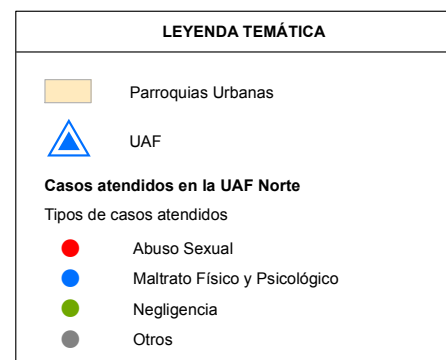 LEYENDA TEMÁTICA
Parroquias Urbanas
UAF
Casos atendidos en la UAF Norte
Tipos de casos atendidos
Abuso Sexual
Maltrato Físico y Psicológico
Negligencia
Otros